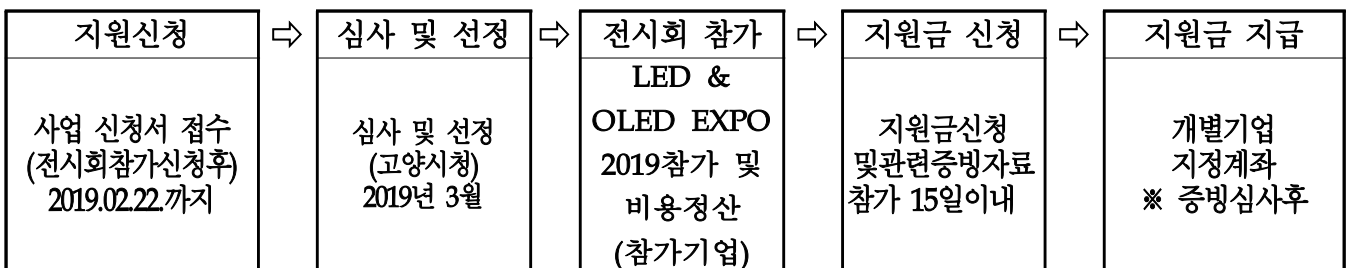 지원신청
⇨
심사 및 선정
⇨
전시회 참가
⇨
지원금 신청
⇨
지원금 지급
사업 신청서 접수
(전시회참가신청후)
2019.02.22.까지
심사 및 선정
(고양시청)
2019년 3월
LED &
OLED EXPO
2019참가 및
비용정산
(참가기업)
지원금신청
및관련증빙자료
참가 15일이내
개별기업
지정계좌
※ 증빙심사후